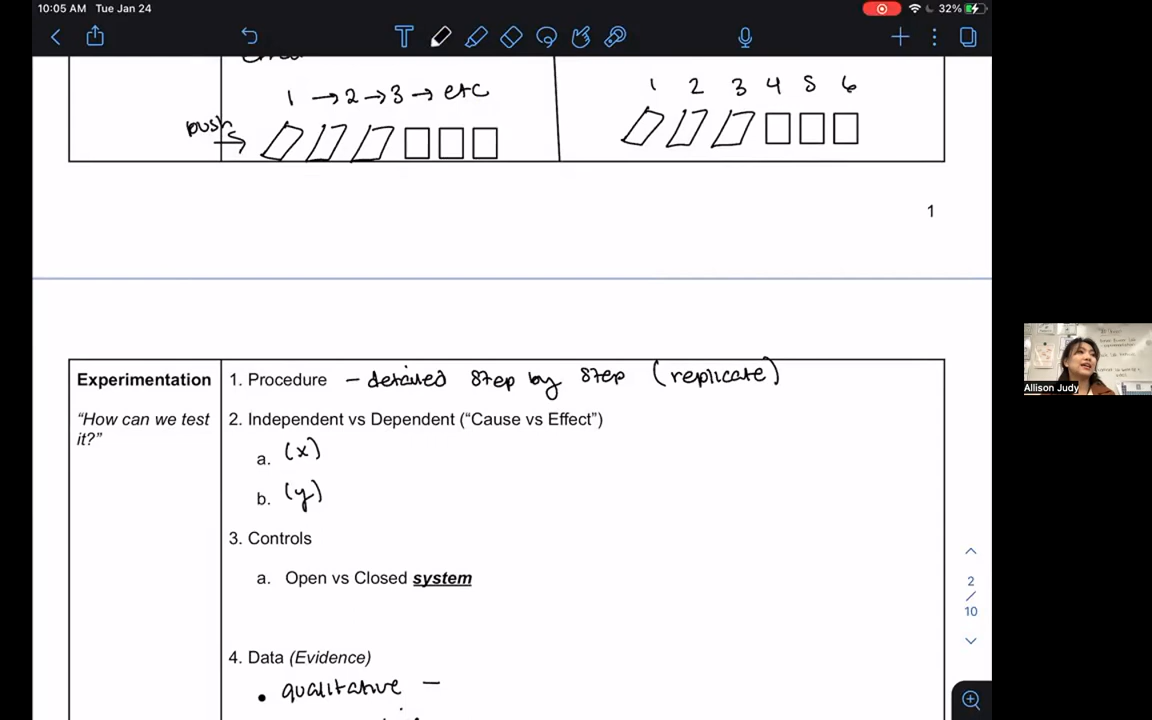 10:05 AM Tue Jan 24
32%
1 → 2 → 3 → etc
1 2 3 4 5 6
push
1
Experimentation
1. Procedure - detailed step by step (replicate)
"How can we test it?"
2. Independent vs Dependent ("Cause vs Effect")
a. (x)
b. (y)
3. Controls
a. Open vs Closed system
4. Data (Evidence)
• qualitative -
2
/
10
Allison Judy